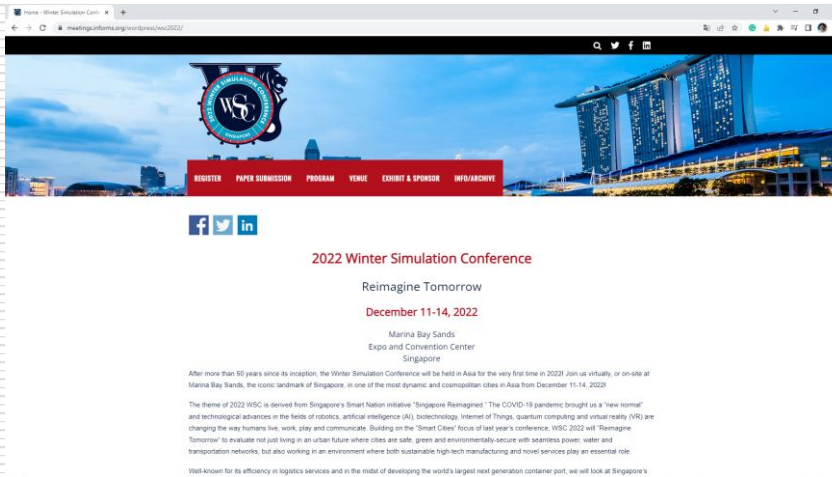 Home - Winter Simulation Conf
meetings.informs.org/wordpress/wsc2022/
2022 WINTER SIMULATION CONFERENCE
WSC
SINGAPORE
REGISTER PAPER SUBMISSION PROGRAM VENUE EXHIBIT & SPONSOR INFO/ARCHIVE
2022 Winter Simulation Conference
Reimagine Tomorrow
December 11-14, 2022
Marina Bay Sands
Expo and Convention Center
Singapore
After more than 50 years since its inception, the Winter Simulation Conference will be held in Asia for the very first time in 2022! Join us virtually, or on-site at
Marina Bay Sands, the iconic landmark of Singapore, in one of the most dynamic and cosmopolitan cities in Asia from December 11-14, 2022!
The theme of 2022 WSC is derived from Singapore's Smart Nation initiative "Singapore Reimagined." The COVID-19 pandemic brought us a "new normal"
and technological advances in the fields of robotics, artificial intelligence (AI), biotechnology, Internet of Things, quantum computing and virtual reality (VR) are
changing the way humans live, work, play and communicate. Building on the "Smart Cities" focus of last year's conference, WSC 2022 will "Reimagine
Tomorrow" to evaluate not just living in an urban future where cities are safe, green and environmentally-secure with seamless power, water and
transportation networks, but also working in an environment where both sustainable high-tech manufacturing and novel services play an essential role.
Well-known for its efficiency in logistics services and in the midst of developing the world's largest next generation container port, we will look at Singapore's